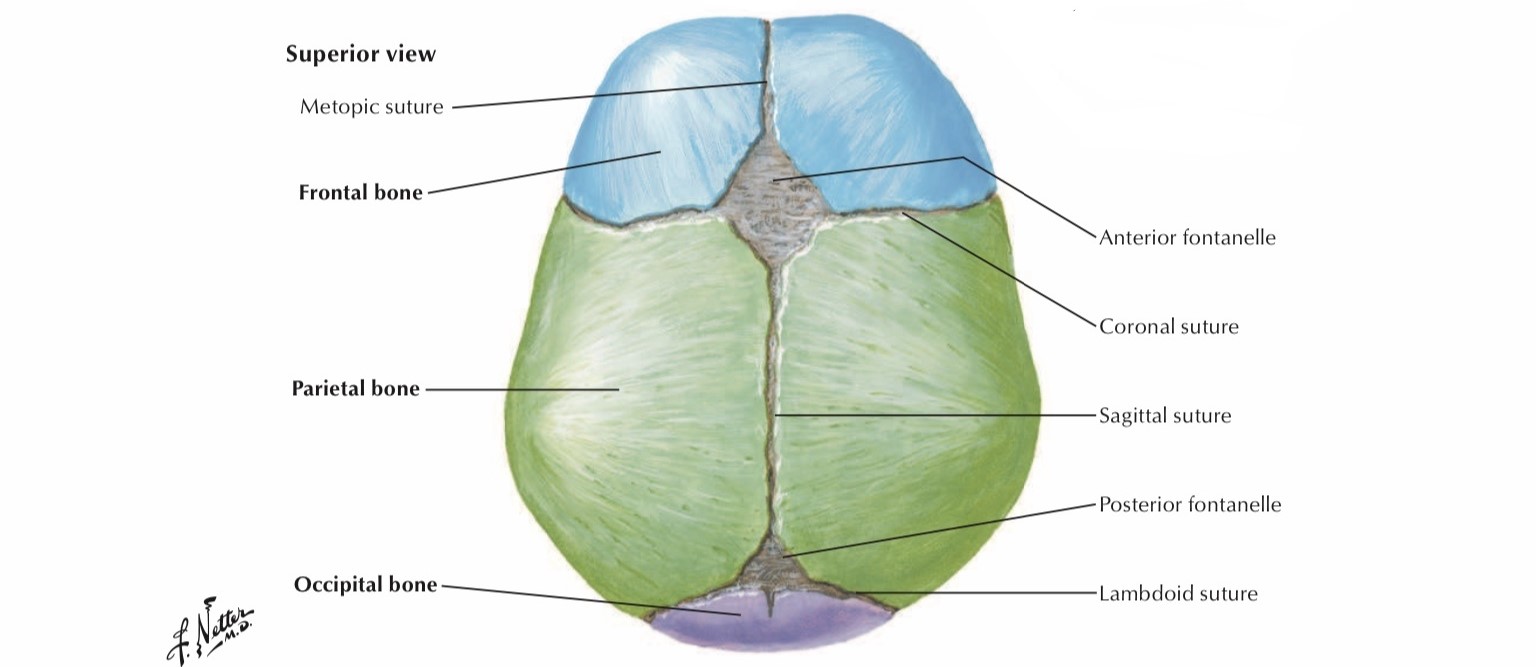 Superior view
Metopic suture
Frontal bone
Anterior fontanelle
Coronal suture
Parietal bone
Sagittal suture
Posterior fontanelle
Occipital bone
Lambdoid suture
F. Netter
M.D.